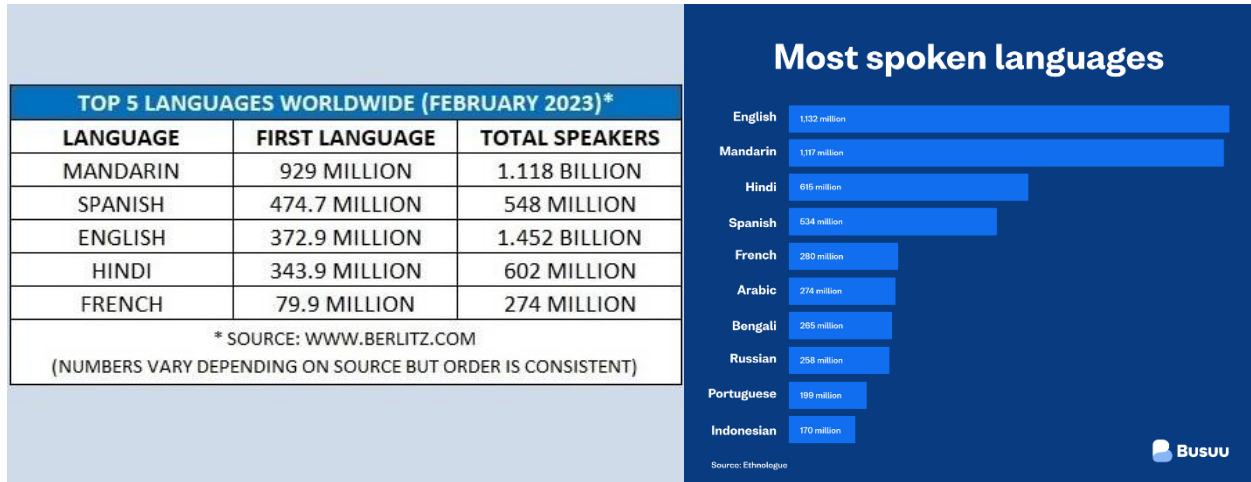 TOP 5 LANGUAGES WORLDWIDE (FEBRUARY 2023)*
LANGUAGE FIRST LANGUAGE TOTAL SPEAKERS
MANDARIN 929 MILLION 1.118 BILLION
SPANISH 474.7 MILLION 548 MILLION
ENGLISH 372.9 MILLION 1.452 BILLION
HINDI 343.9 MILLION 602 MILLION
FRENCH 79.9 MILLION 274 MILLION
* SOURCE: WWW.BERLITZ.COM
(NUMBERS VARY DEPENDING ON SOURCE BUT ORDER IS CONSISTENT)
Most spoken languages
English 1,132 million
Mandarin 1,117 million
Hindi 615 million
Spanish 534 million
French 280 million
Arabic 274 million
Bengali 265 million
Russian 258 million
Portuguese 199 million
Indonesian 170 million
Source: Ethnologue
Busuu